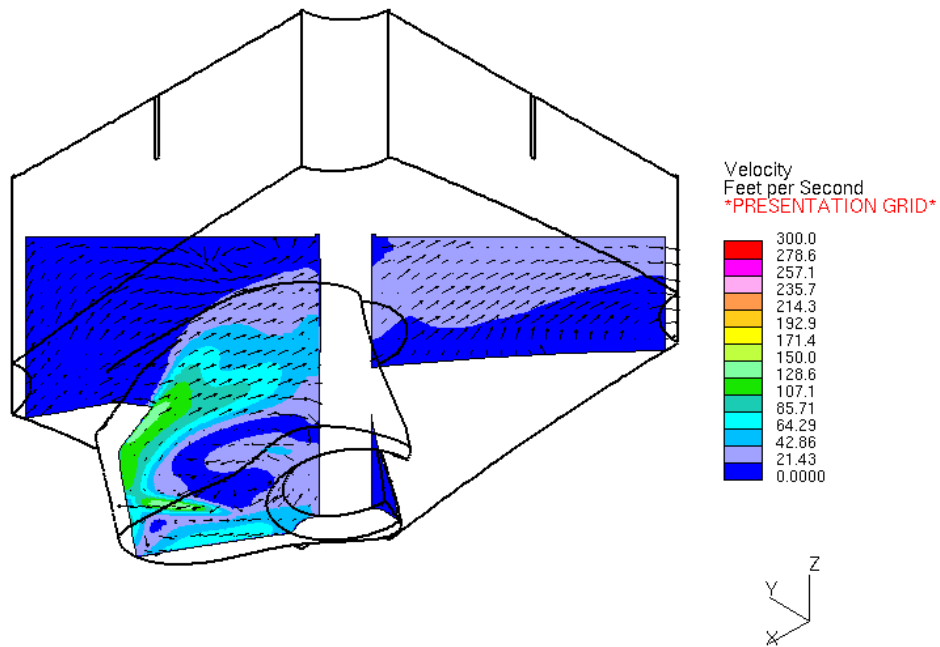 Velocity
Feet per Second
*PRESENTATION GRID*
300.0
278.6
257.1
235.7
214.3
192.9
171.4
150.0
128.6
107.1
85.71
64.29
42.86
21.43
0.0000
Z
Y
X